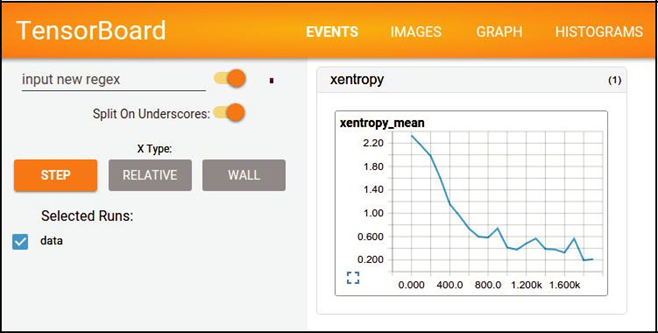 TensorBoard
EVENTS IMAGES GRAPH HISTOGRAMS
input new regex
Split On Underscores:
X Type:
STEP RELATIVE WALL
Selected Runs:
data
xentropy (1)
xentropy_mean
2.20
1.80
1.40
1.00
0.600
0.200
0.000 400.0 800.0 1.200k 1.600k